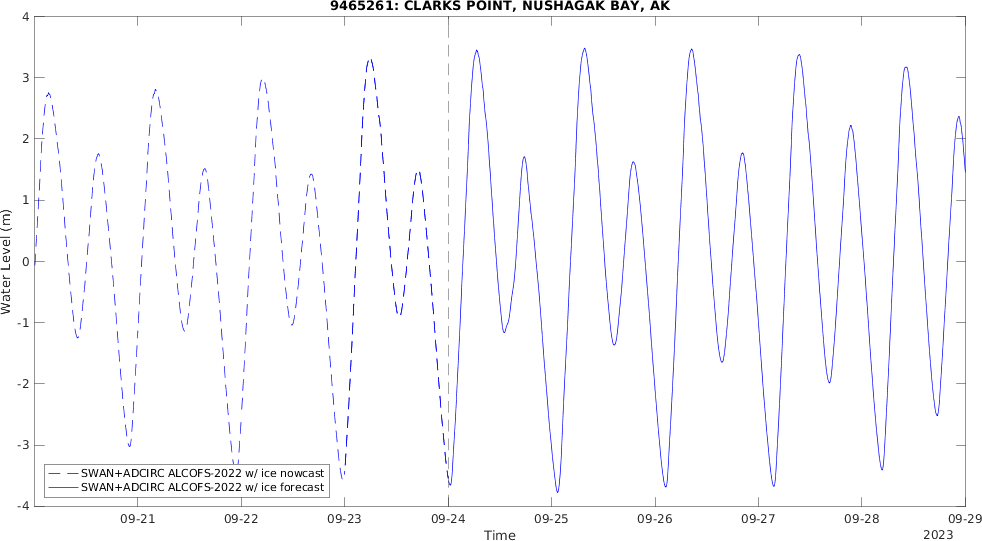 9465261: CLARKS POINT, NUSHAGAK BAY, AK
4
3
2
1
0
-1
-2
-3
-4
Water Level (m)
SWAN+ADCIRC ALCOFS-2022 w/ ice nowcast
SWAN+ADCIRC ALCOFS-2022 w/ ice forecast
09-21 09-22 09-23 09-24 09-25 09-26 09-27 09-28 09-29
Time
2023